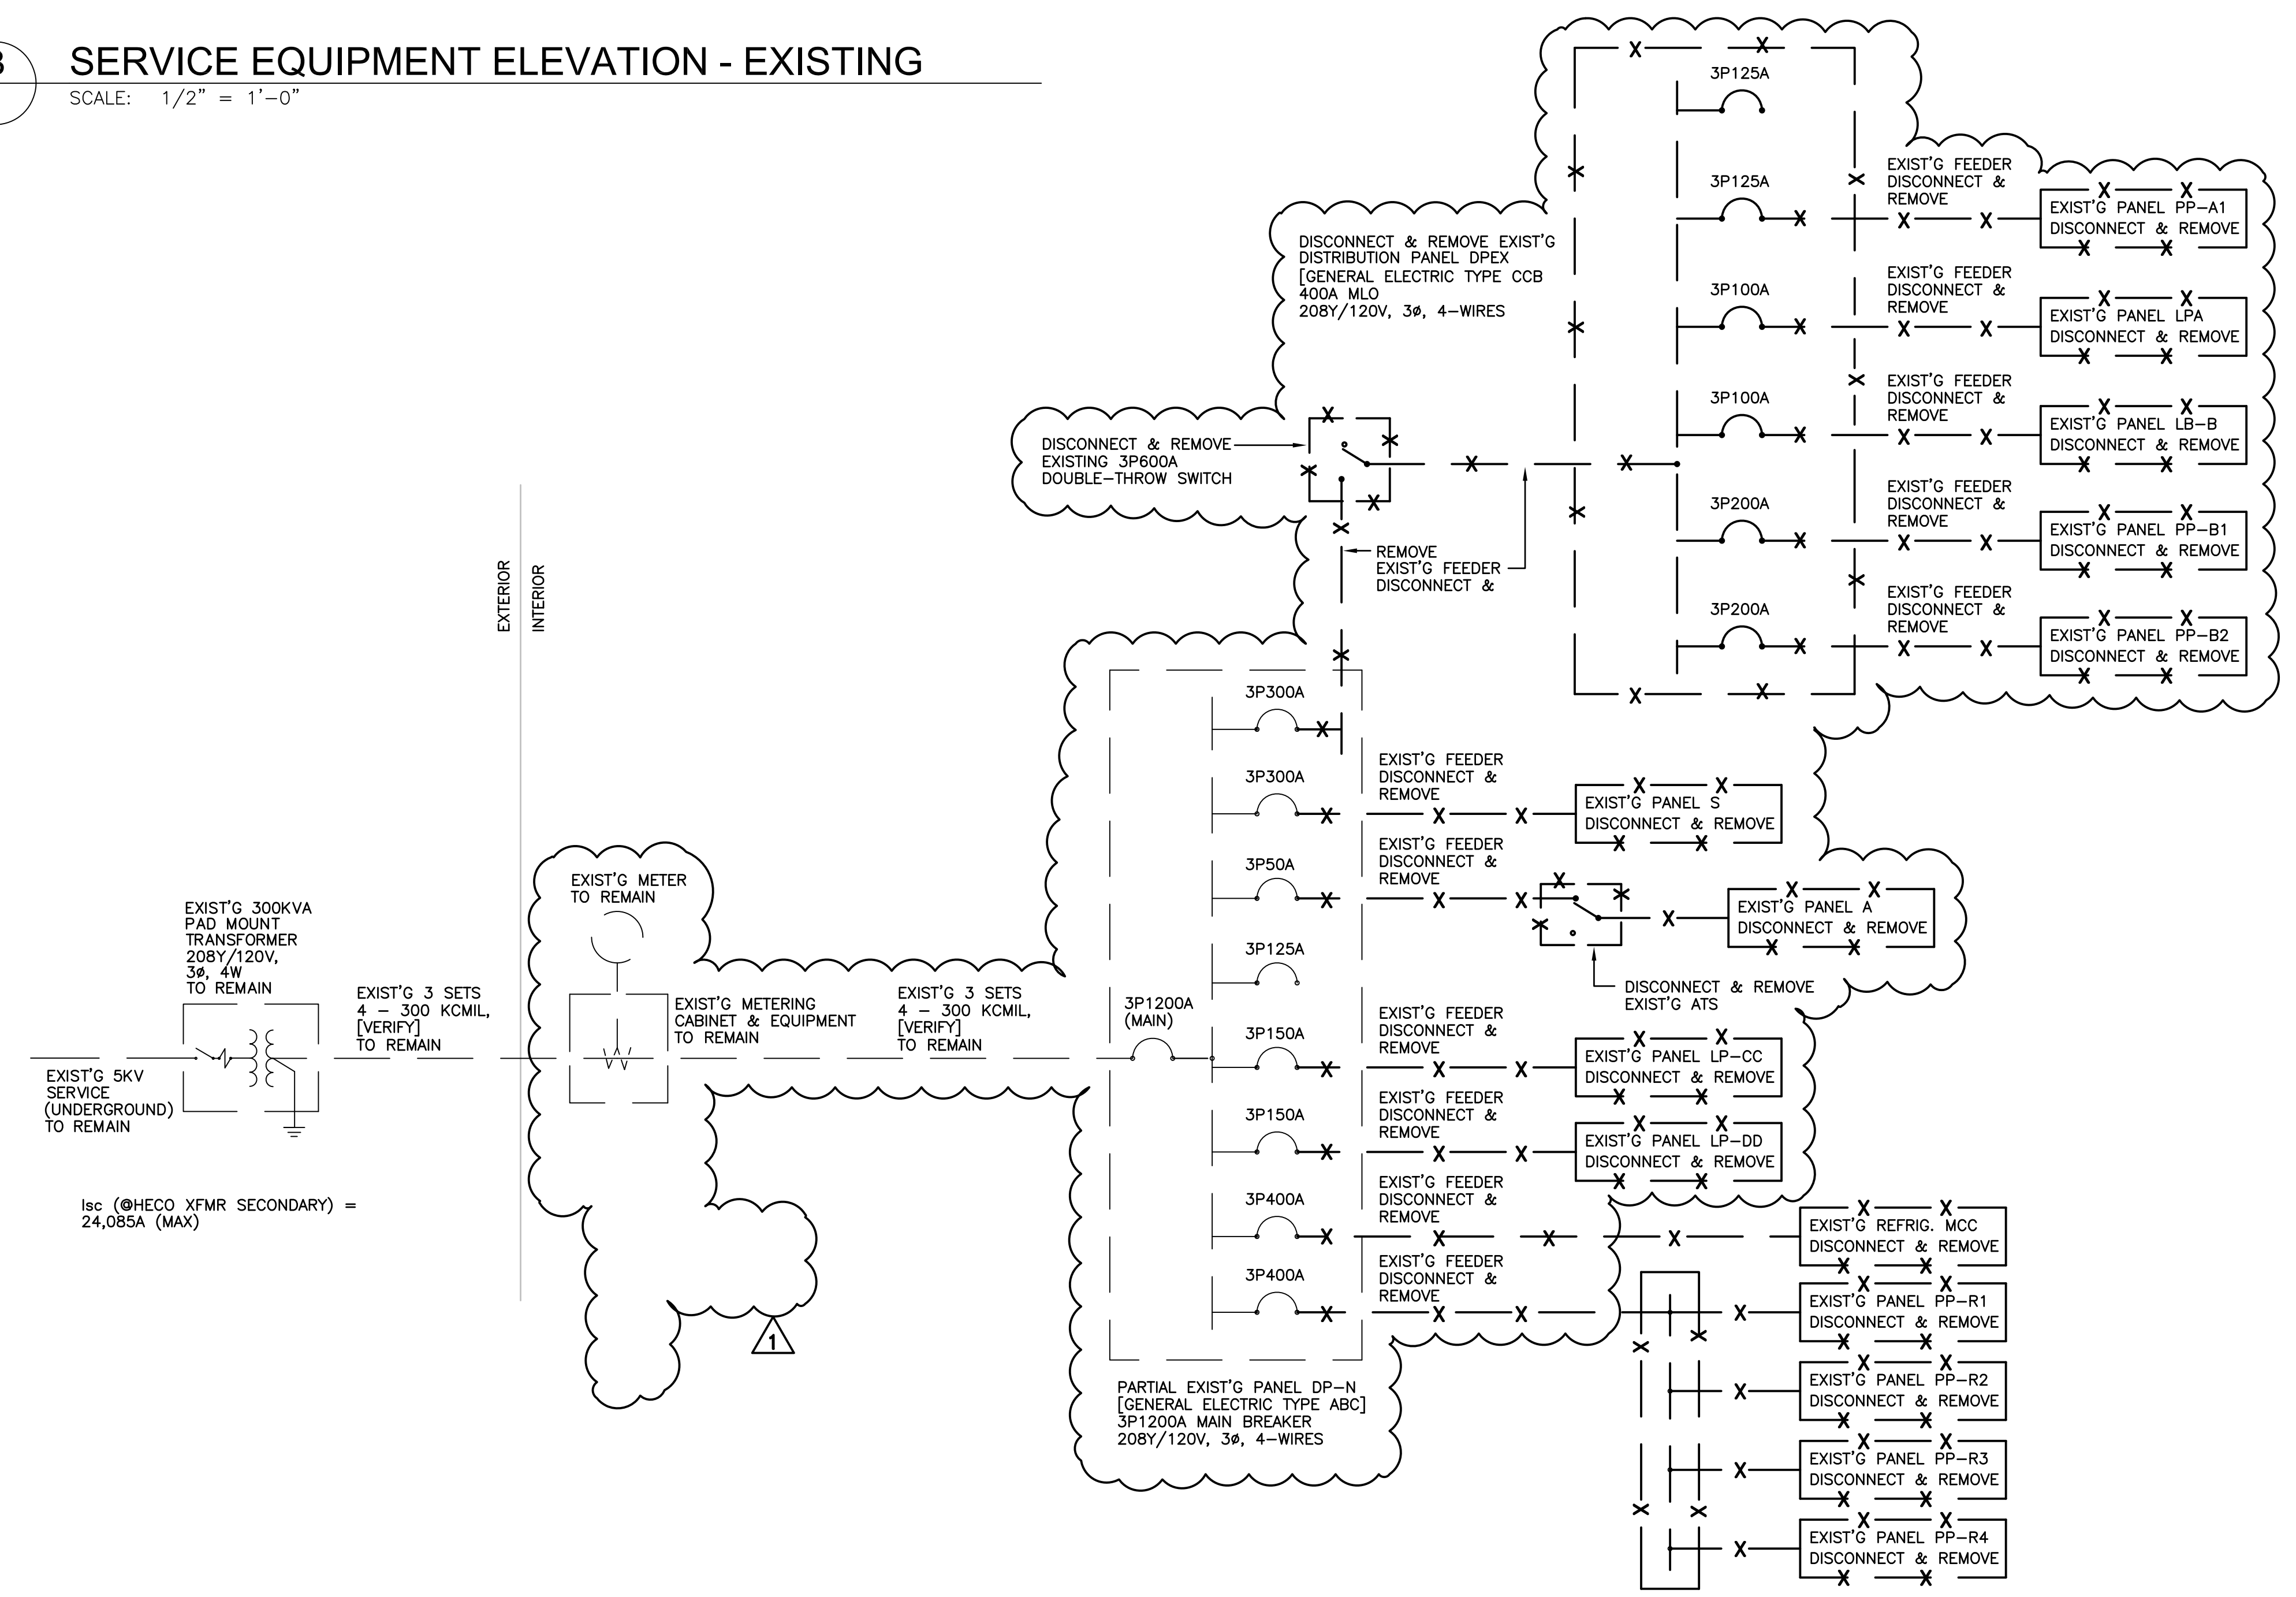 SERVICE EQUIPMENT ELEVATION - EXISTING
SCALE: 1/2" = 1'-0"
3P125A
3P125A
EXIST'G FEEDER
DISCONNECT &
REMOVE
EXIST'G PANEL PP-A1
DISCONNECT & REMOVE
DISCONNECT & REMOVE EXIST'G
DISTRIBUTION PANEL DPEX
[GENERAL ELECTRIC TYPE CCB
400A MLO
208Y/120V, 3ø, 4-WIRES
3P100A
EXIST'G FEEDER
DISCONNECT &
REMOVE
EXIST'G PANEL LPA
DISCONNECT & REMOVE
3P100A
EXIST'G FEEDER
DISCONNECT &
REMOVE
EXIST'G PANEL LB-B
DISCONNECT & REMOVE
DISCONNECT & REMOVE
EXISTING 3P600A
DOUBLE-THROW SWITCH
3P200A
EXIST'G FEEDER
DISCONNECT &
REMOVE
EXIST'G PANEL PP-B1
DISCONNECT & REMOVE
REMOVE
EXIST'G FEEDER
DISCONNECT &
3P200A
EXIST'G FEEDER
DISCONNECT &
REMOVE
EXIST'G PANEL PP-B2
DISCONNECT & REMOVE
EXTERIOR
INTERIOR
3P300A
3P300A
EXIST'G FEEDER
DISCONNECT &
REMOVE
EXIST'G PANEL S
DISCONNECT & REMOVE
3P50A
EXIST'G FEEDER
DISCONNECT &
REMOVE
EXIST'G PANEL A
DISCONNECT & REMOVE
DISCONNECT & REMOVE
EXIST'G ATS
3P125A
EXIST'G METER
TO REMAIN
EXIST'G 300KVA
PAD MOUNT
TRANSFORMER
208Y/120V,
3ø, 4W
TO REMAIN
EXIST'G 3 SETS
4 - 300 KCMIL,
[VERIFY]
TO REMAIN
EXIST'G METERING
CABINET & EQUIPMENT
TO REMAIN
EXIST'G 3 SETS
4 - 300 KCMIL,
[VERIFY]
TO REMAIN
3P1200A
(MAIN)
3P150A
EXIST'G FEEDER
DISCONNECT &
REMOVE
EXIST'G PANEL LP-CC
DISCONNECT & REMOVE
EXIST'G 5KV
SERVICE
(UNDERGROUND)
TO REMAIN
3P150A
EXIST'G FEEDER
DISCONNECT &
REMOVE
EXIST'G PANEL LP-DD
DISCONNECT & REMOVE
Isc (@HECO XFMR SECONDARY) =
24,085A (MAX)
3P400A
EXIST'G FEEDER
DISCONNECT &
REMOVE
EXIST'G REFRIG. MCC
DISCONNECT & REMOVE
3P400A
EXIST'G FEEDER
DISCONNECT &
REMOVE
EXIST'G PANEL PP-R1
DISCONNECT & REMOVE
1
PARTIAL EXIST'G PANEL DP-N
[GENERAL ELECTRIC TYPE ABC]
3P1200A MAIN BREAKER
208Y/120V, 3ø, 4-WIRES
EXIST'G PANEL PP-R2
DISCONNECT & REMOVE
EXIST'G PANEL PP-R3
DISCONNECT & REMOVE
EXIST'G PANEL PP-R4
DISCONNECT & REMOVE